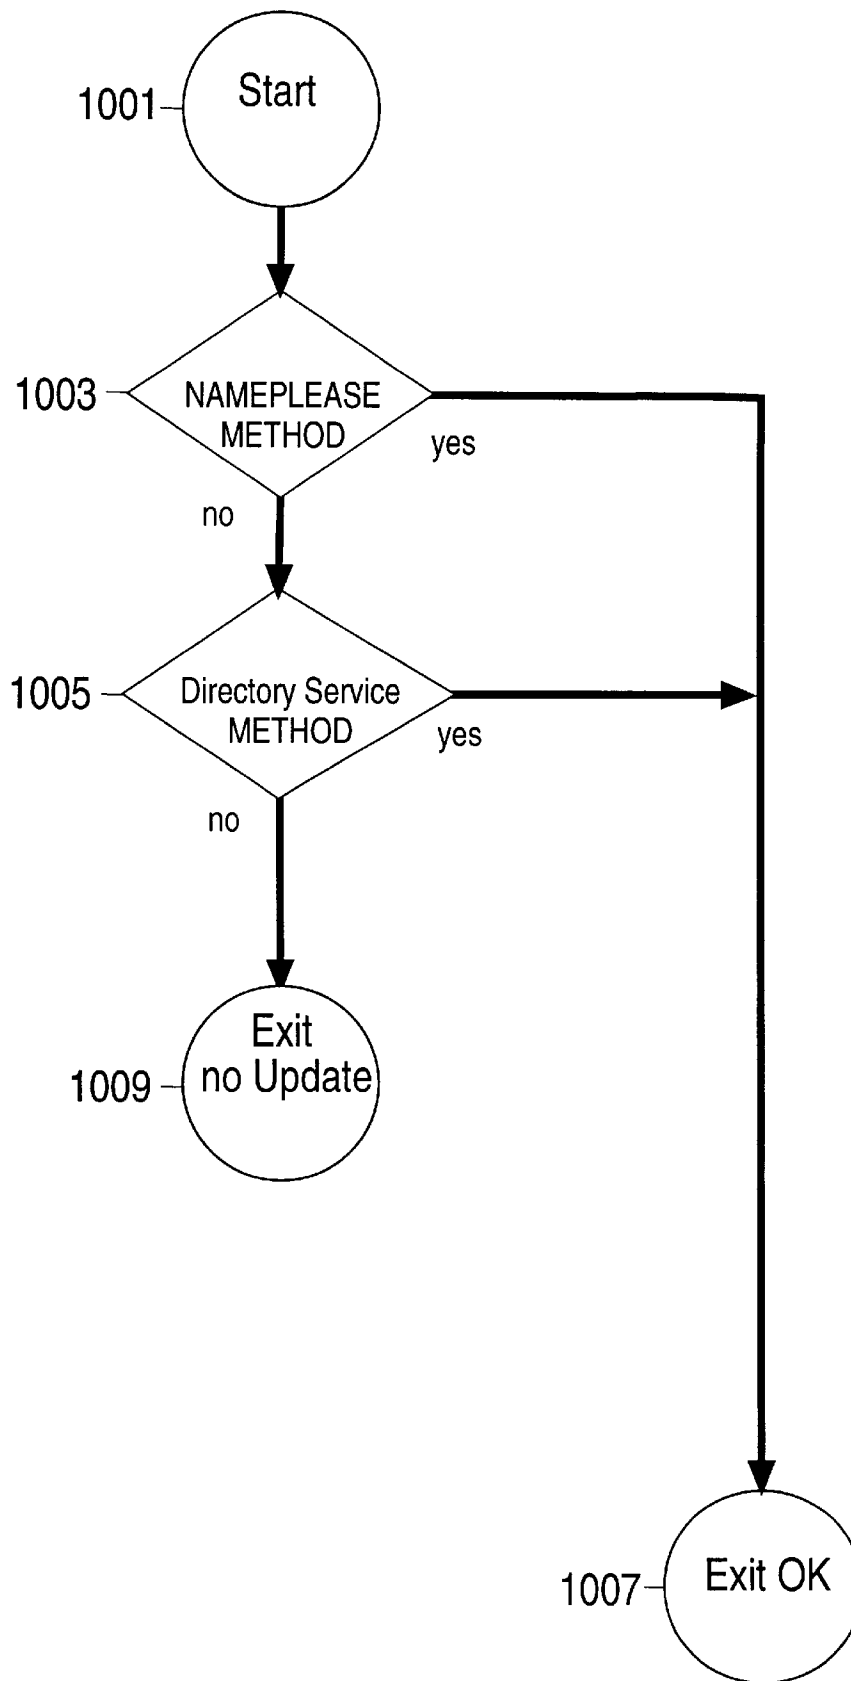 Start
1001
1003
NAMEPLEASE
METHOD
yes
no
1005
Directory Service
METHOD
yes
no
Exit
no Update
1009
Exit OK
1007